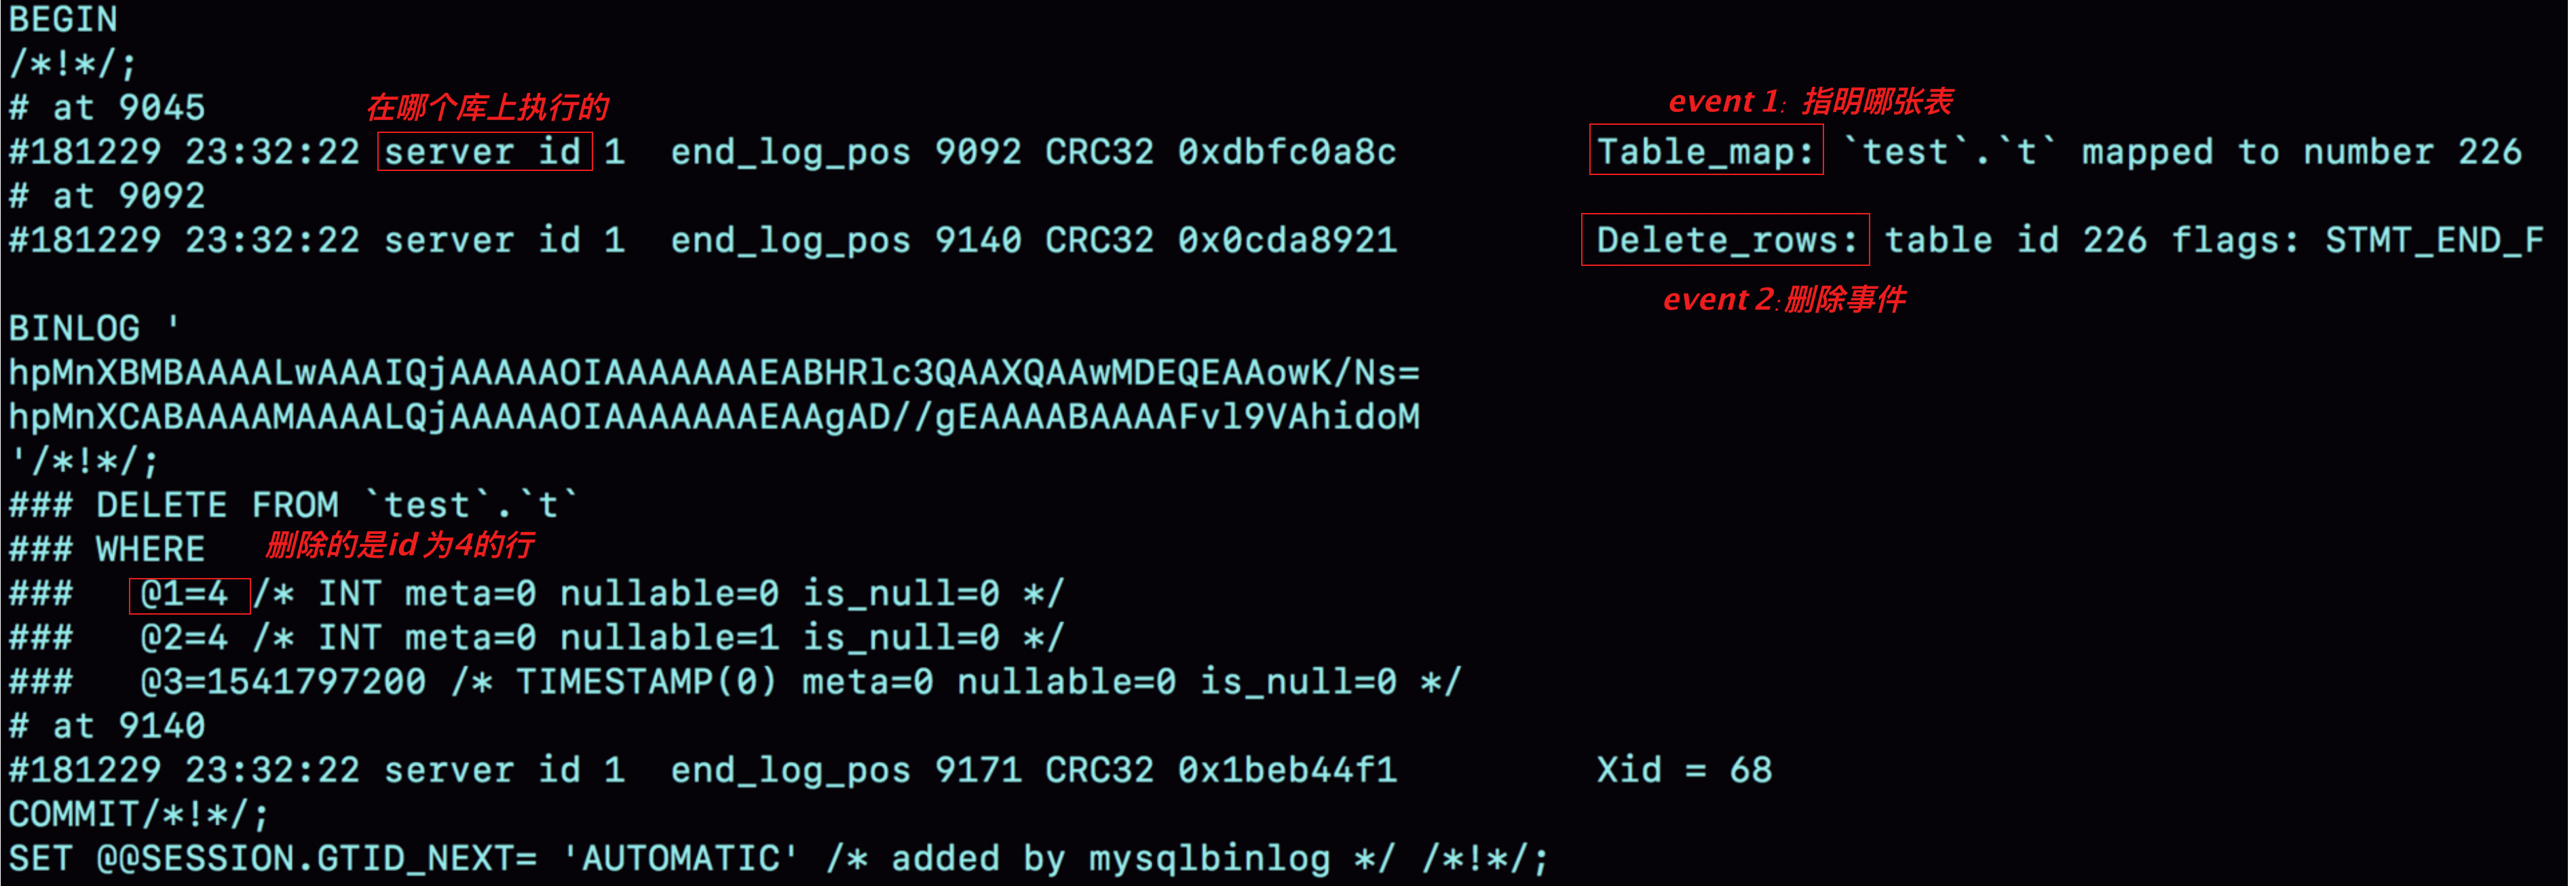 BEGIN
/*!*/;
# at 9045
在哪个库上执行的
event 1: 指明哪张表
#181229 23:32:22 server id 1  end_log_pos 9092 CRC32 0xdbfc0a8c  Table_map: `test`.`t` mapped to number 226
# at 9092
#181229 23:32:22 server id 1  end_log_pos 9140 CRC32 0x0cda8921  Delete_rows: table id 226 flags: STMT_END_F
event 2:删除事件
BINLOG '
hpMnXBMBAAAALwAAAIQjAAAAAOIAAAAAAAEABHRlc3QAAXQAAwMDEQEAAowK/Ns=
hpMnXCABAAAAMAAAALQjAAAAAOIAAAAAAAEAAgAD//gEAAAABAAAAFvl9VAhidoM
'/*!*/;
### DELETE FROM `test`.`t`
### WHERE
删除的是id为4的行
###   @1=4 /* INT meta=0 nullable=0 is_null=0 */
###   @2=4 /* INT meta=0 nullable=1 is_null=0 */
###   @3=1541797200 /* TIMESTAMP(0) meta=0 nullable=0 is_null=0 */
# at 9140
#181229 23:32:22 server id 1  end_log_pos 9171 CRC32 0x1beb44f1  Xid = 68
COMMIT/*!*/;
SET @@SESSION.GTID_NEXT= 'AUTOMATIC' /* added by mysqlbinlog */ /*!*/;